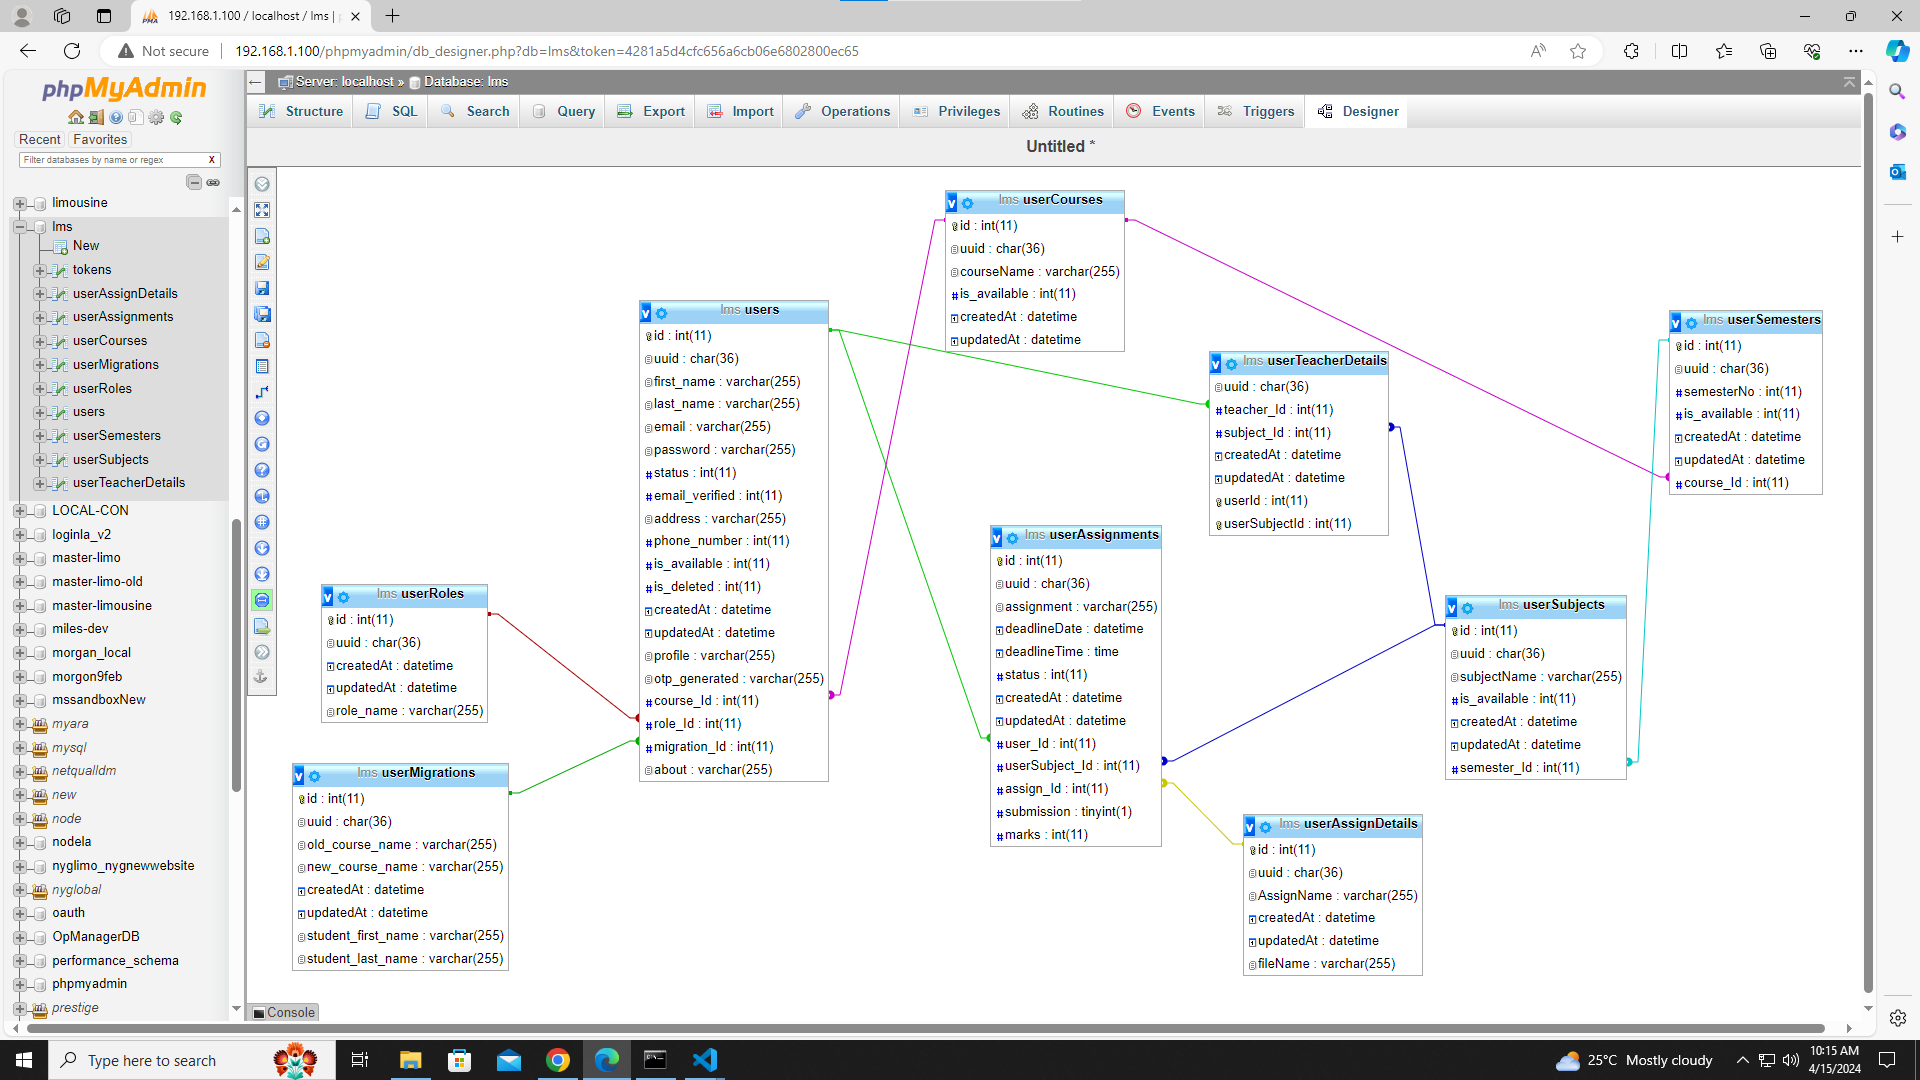 192.168.1.100 / localhost / lms | p
Not secure
192.168.1.100/phpmyadmin/db_designer.php?db=lms&token=4281a5d4cfc656a6cb06e6802800ec65
phpMyAdmin
Recent Favorites
Filter databases by name or regex X
limousine
lms
New
tokens
userAssignDetails
userAssignments
userCourses
userMigrations
userRoles
users
userSemesters
userSubjects
userTeacherDetails
LOCAL-CON
loginla_v2
master-limo
master-limo-old
master-limousine
miles-dev
morgan_local
morgon9feb
mssandboxNew
myara
mysql
netqualldm
new
node
nodela
nyglimo_nygnewwebsite
nyglobal
oauth
OpManagerDB
performance_schema
phpmyadmin
prestige
Server: localhost » Database: lms
Structure SQL Search Query Export Import Operations Privileges Routines Events Triggers Designer
Untitled *
lms userCourses
id : int(11)
uuid : char(36)
courseName : varchar(255)
is_available : int(11)
createdAt : datetime
updatedAt : datetime
lms users
id : int(11)
uuid : char(36)
first_name : varchar(255)
last_name : varchar(255)
email : varchar(255)
password : varchar(255)
status : int(11)
email_verified : int(11)
address : varchar(255)
phone_number : int(11)
is_available : int(11)
is_deleted : int(11)
createdAt : datetime
updatedAt : datetime
profile : varchar(255)
otp_generated : varchar(255)
course_Id : int(11)
role_Id : int(11)
migration_Id : int(11)
about : varchar(255)
lms userSemesters
id : int(11)
uuid : char(36)
semesterNo : int(11)
is_available : int(11)
createdAt : datetime
updatedAt : datetime
course_Id : int(11)
lms userTeacherDetails
uuid : char(36)
teacher_Id : int(11)
subject_Id : int(11)
createdAt : datetime
updatedAt : datetime
userId : int(11)
userSubjectId : int(11)
lms userAssignments
id : int(11)
uuid : char(36)
assignment : varchar(255)
deadlineDate : datetime
deadlineTime : time
status : int(11)
createdAt : datetime
updatedAt : datetime
user_Id : int(11)
userSubject_Id : int(11)
assign_Id : int(11)
submission : tinyint(1)
marks : int(11)
lms userRoles
id : int(11)
uuid : char(36)
createdAt : datetime
updatedAt : datetime
role_name : varchar(255)
lms userSubjects
id : int(11)
uuid : char(36)
subjectName : varchar(255)
is_available : int(11)
createdAt : datetime
updatedAt : datetime
semester_Id : int(11)
lms userMigrations
id : int(11)
uuid : char(36)
old_course_name : varchar(255)
new_course_name : varchar(255)
createdAt : datetime
updatedAt : datetime
student_first_name : varchar(255)
student_last_name : varchar(255)
lms userAssignDetails
id : int(11)
uuid : char(36)
AssignName : varchar(255)
createdAt : datetime
updatedAt : datetime
fileName : varchar(255)
Console
Type here to search
25°C Mostly cloudy
10:15 AM
4/15/2024